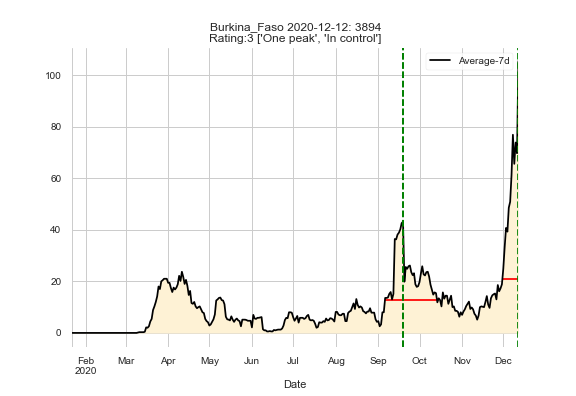 Burkina_Faso 2020-12-12: 3894
Rating:3 ['One peak', 'In control']
Average-7d
100
80
60
40
20
0
Feb Mar Apr May Jun Jul Aug Sep Oct Nov Dec
2020
Date